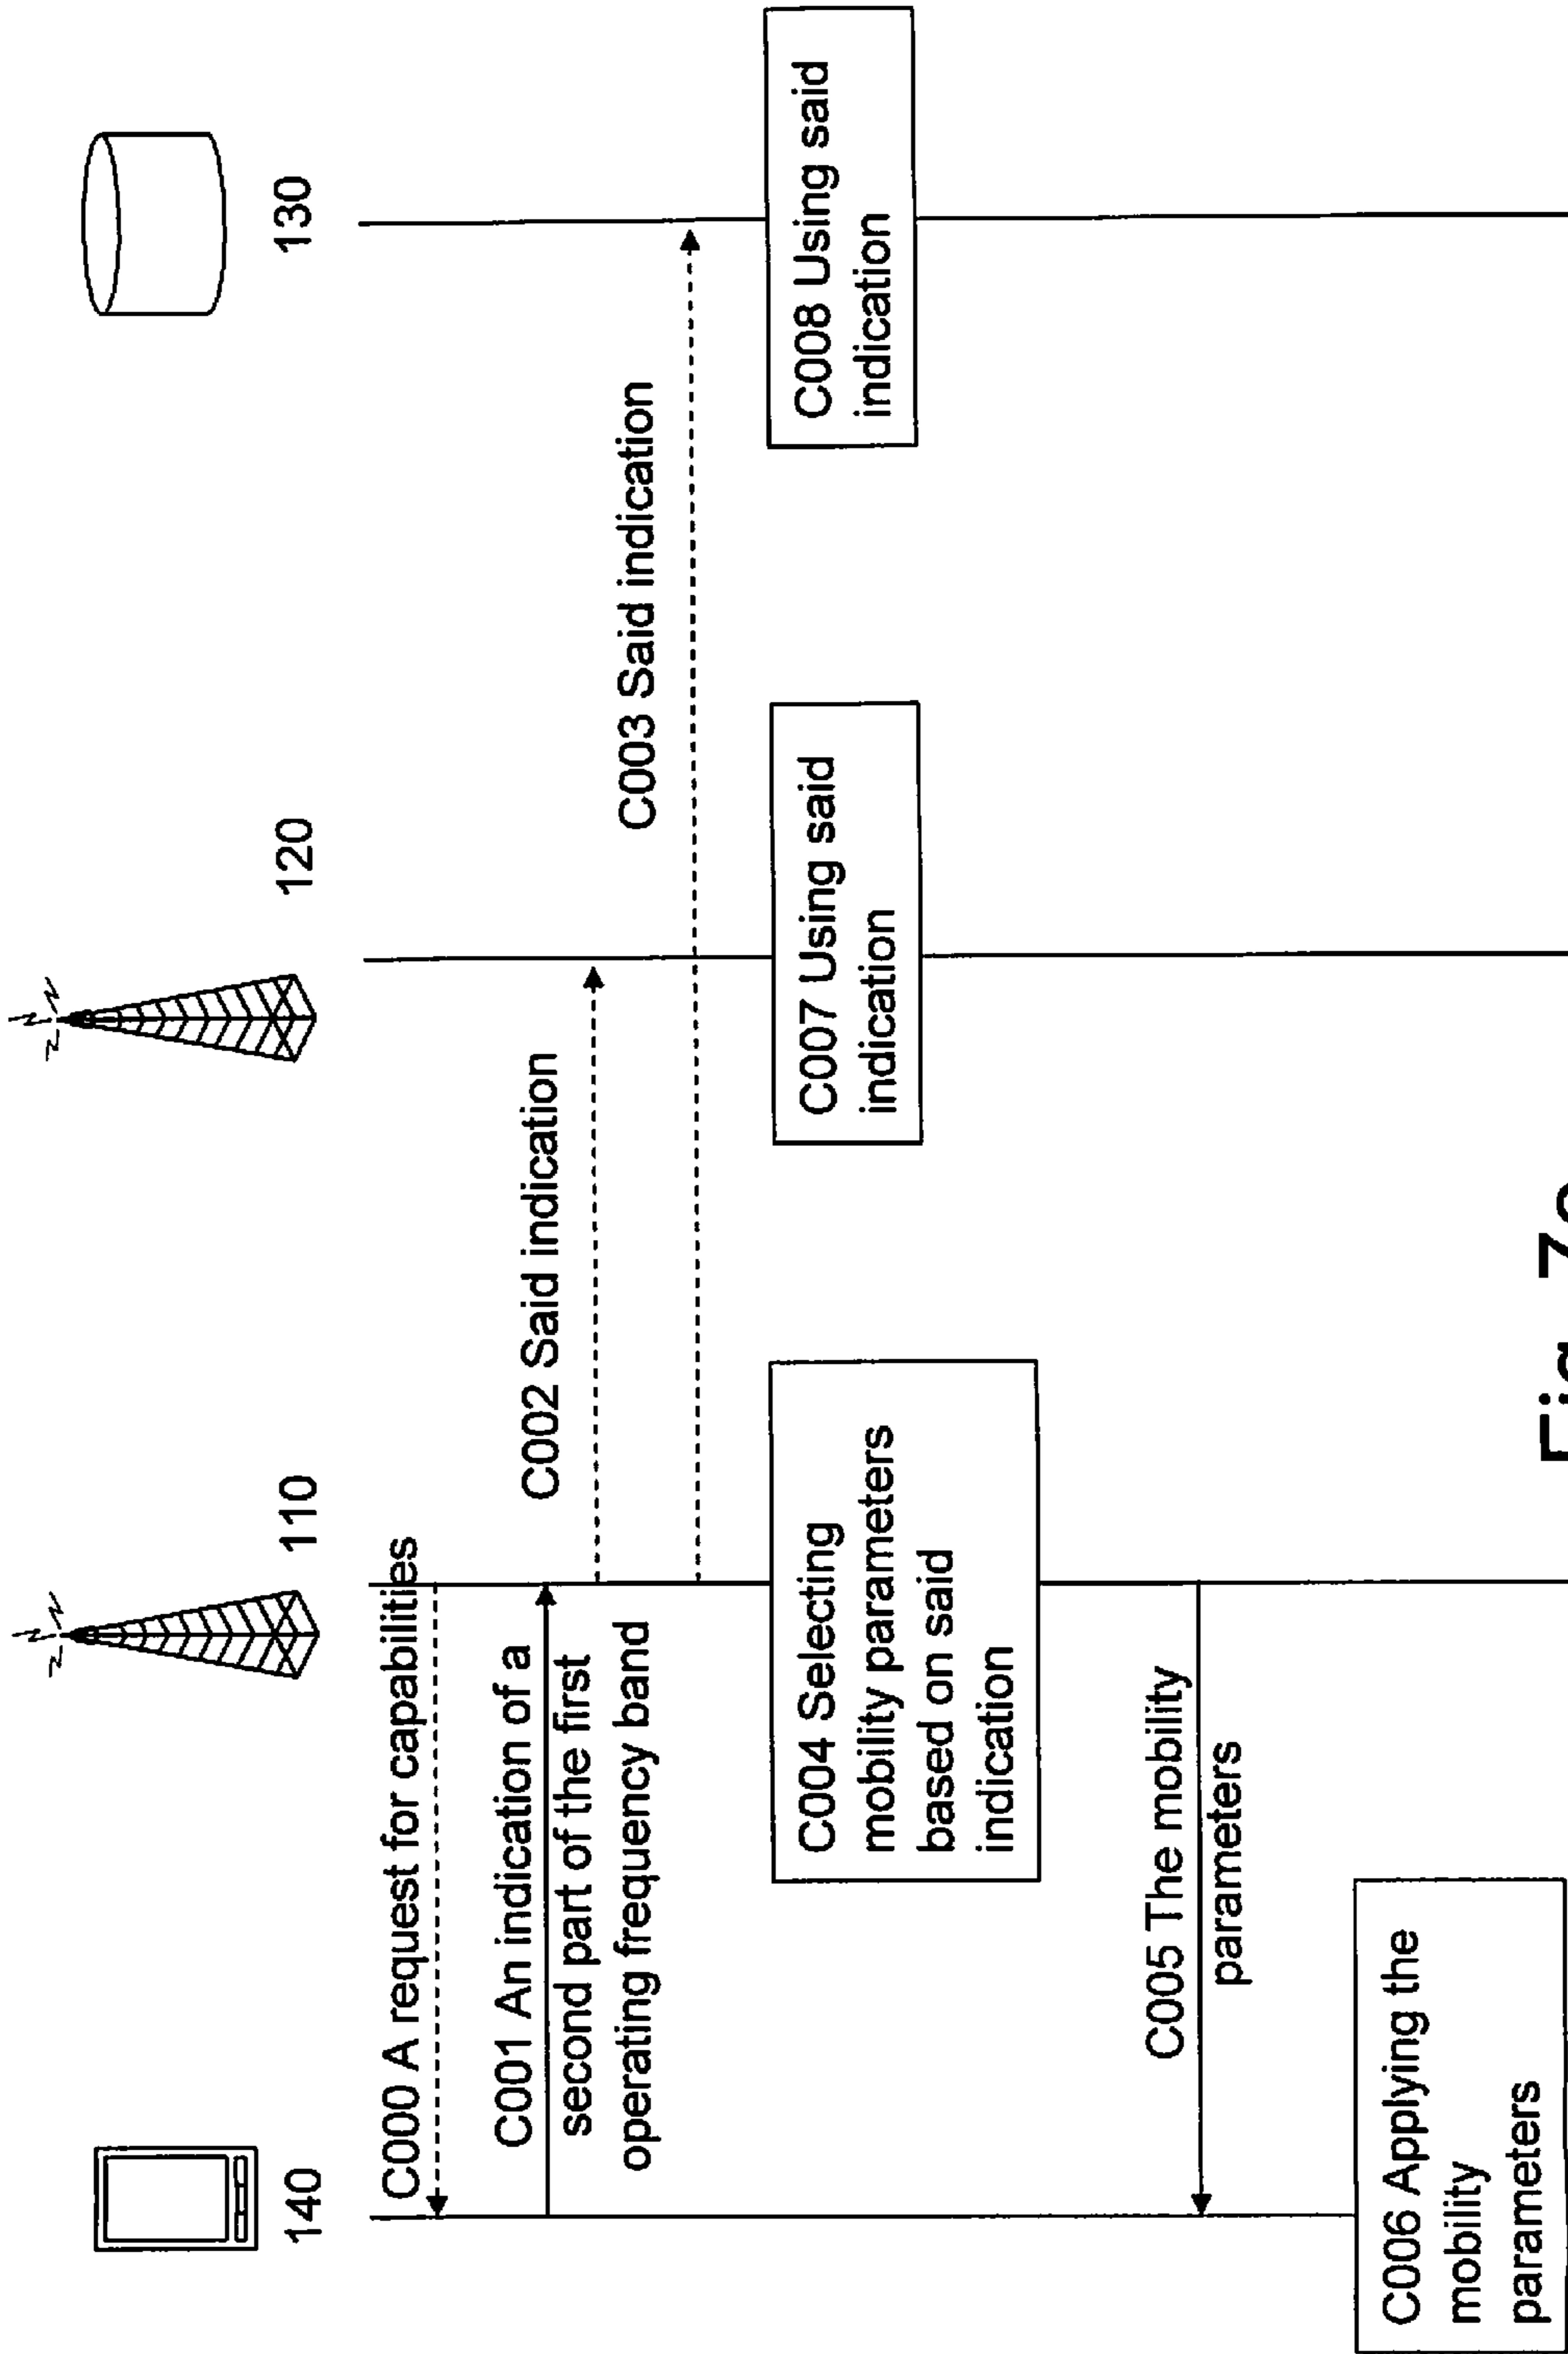 140
110
120
130
C000 A request for capabilities
C001 An indication of a
second part of the first
operating frequency band
C002 Said indication
C003 Said indication
C004 Selecting
mobility parameters
based on said
indication
C007 Using said
indication
C008 Using said
indication
C005 The mobility
parameters
C006 Applying the
mobility
parameters